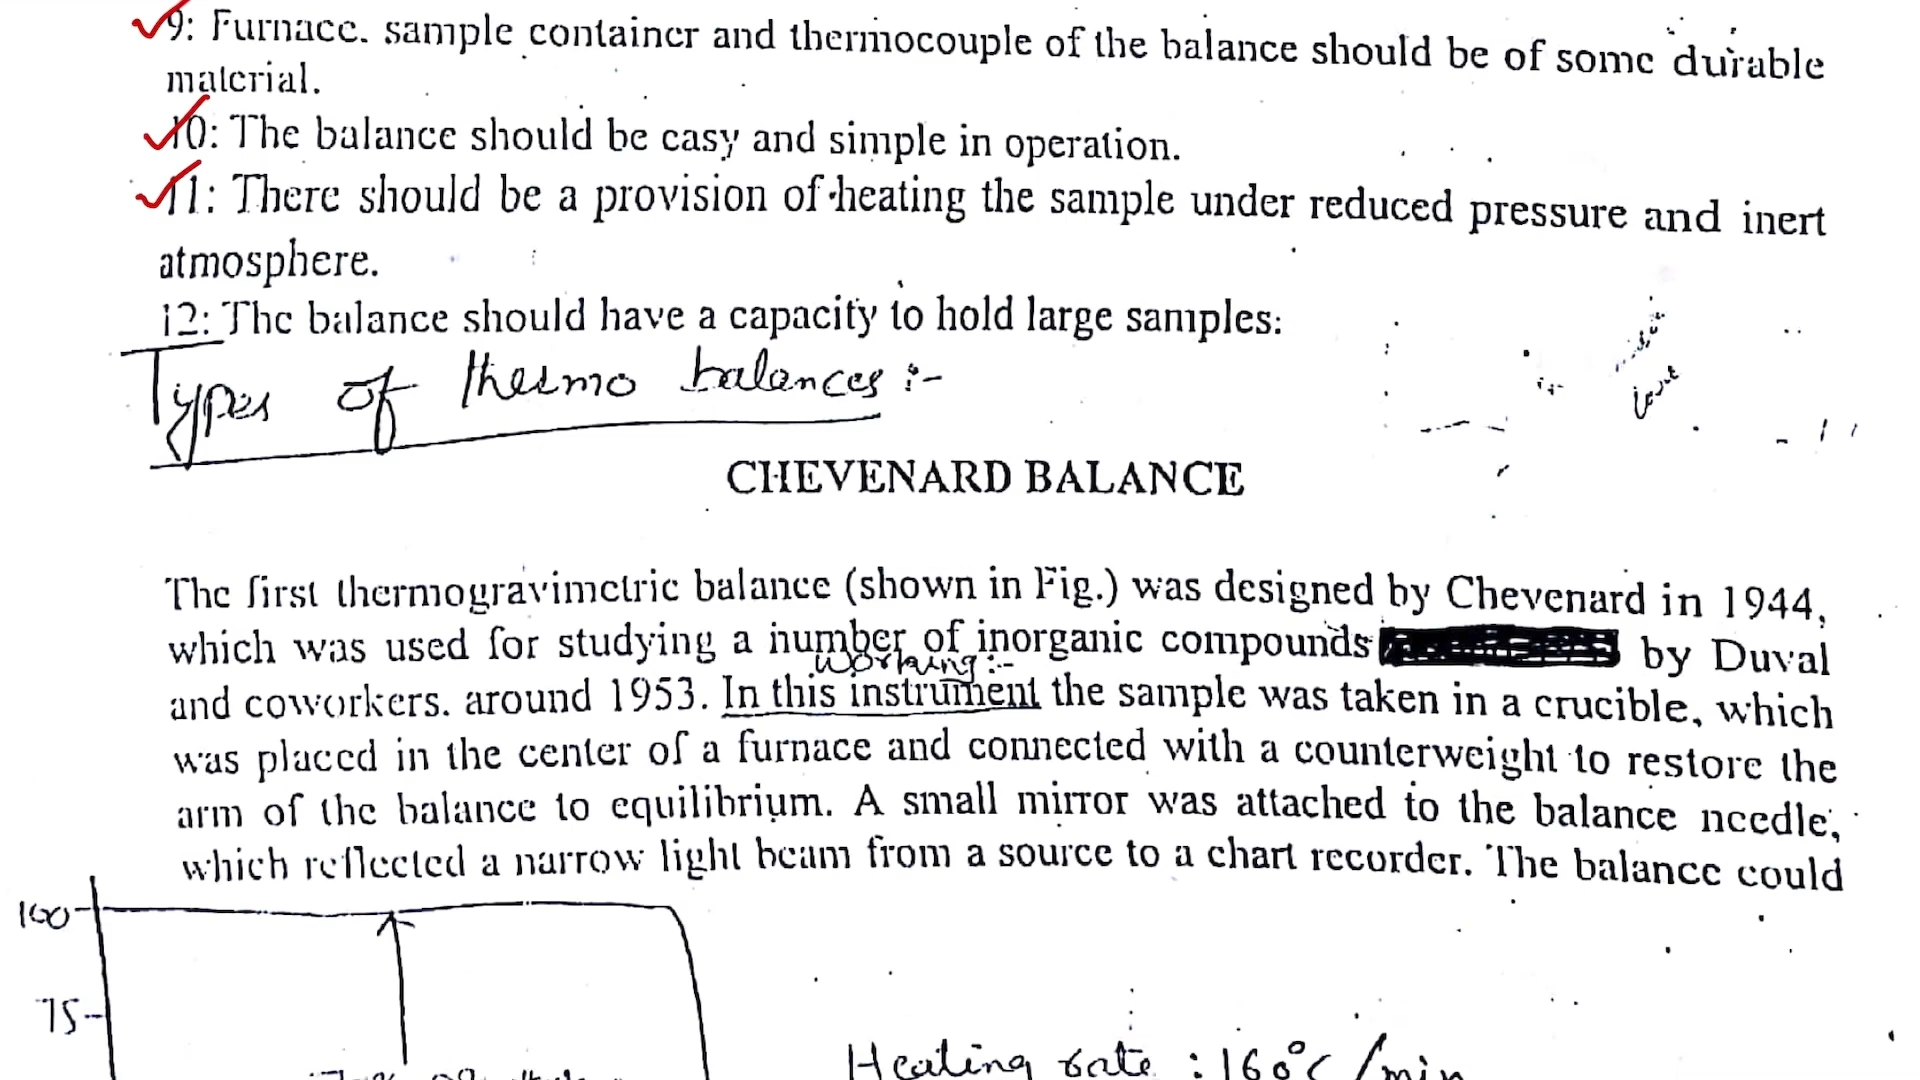 9: Furnace. sample container and thermocouple of the balance should be of some durable
material.
10: The balance should be easy and simple in operation.
11: There should be a provision of heating the sample under reduced pressure and inert
atmosphere.
12: The balance should have a capacity to hold large samples:
Types of thermo balances :-
CHEVENARD BALANCE
The first thermogravimetric balance (shown in Fig.) was designed by Chevenard in 1944,
which was used for studying a number of inorganic compounds by Duval
working :-
and coworkers. around 1953. In this instrument the sample was taken in a crucible, which
was placed in the center of a furnace and connected with a counterweight to restore the
arm of the balance to equilibrium. A small mirror was attached to the balance needle,
which reflected a narrow light beam from a source to a chart recorder. The balance could
100
75
Heating rate : 160°C /min